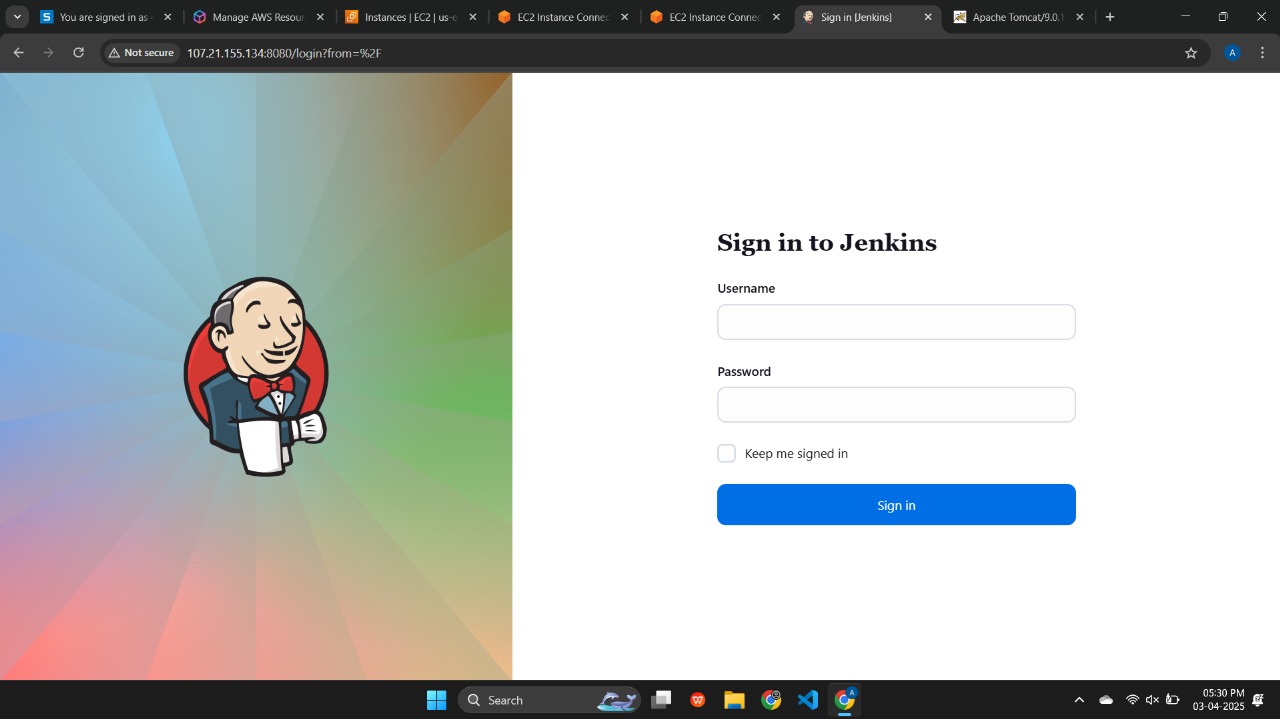 You are signed in as
Manage AWS Resour
Instances | EC2 | us-e
EC2 Instance Connec
EC2 Instance Connec
Sign in [Jenkins]
Apache Tomcat/9.0.1
Not secure
107.21.155.134:8080/login?from=%2F
A
Sign in to Jenkins
Username
Password
Keep me signed in
Sign in
Search
A
05:30 PM
03-04-2025